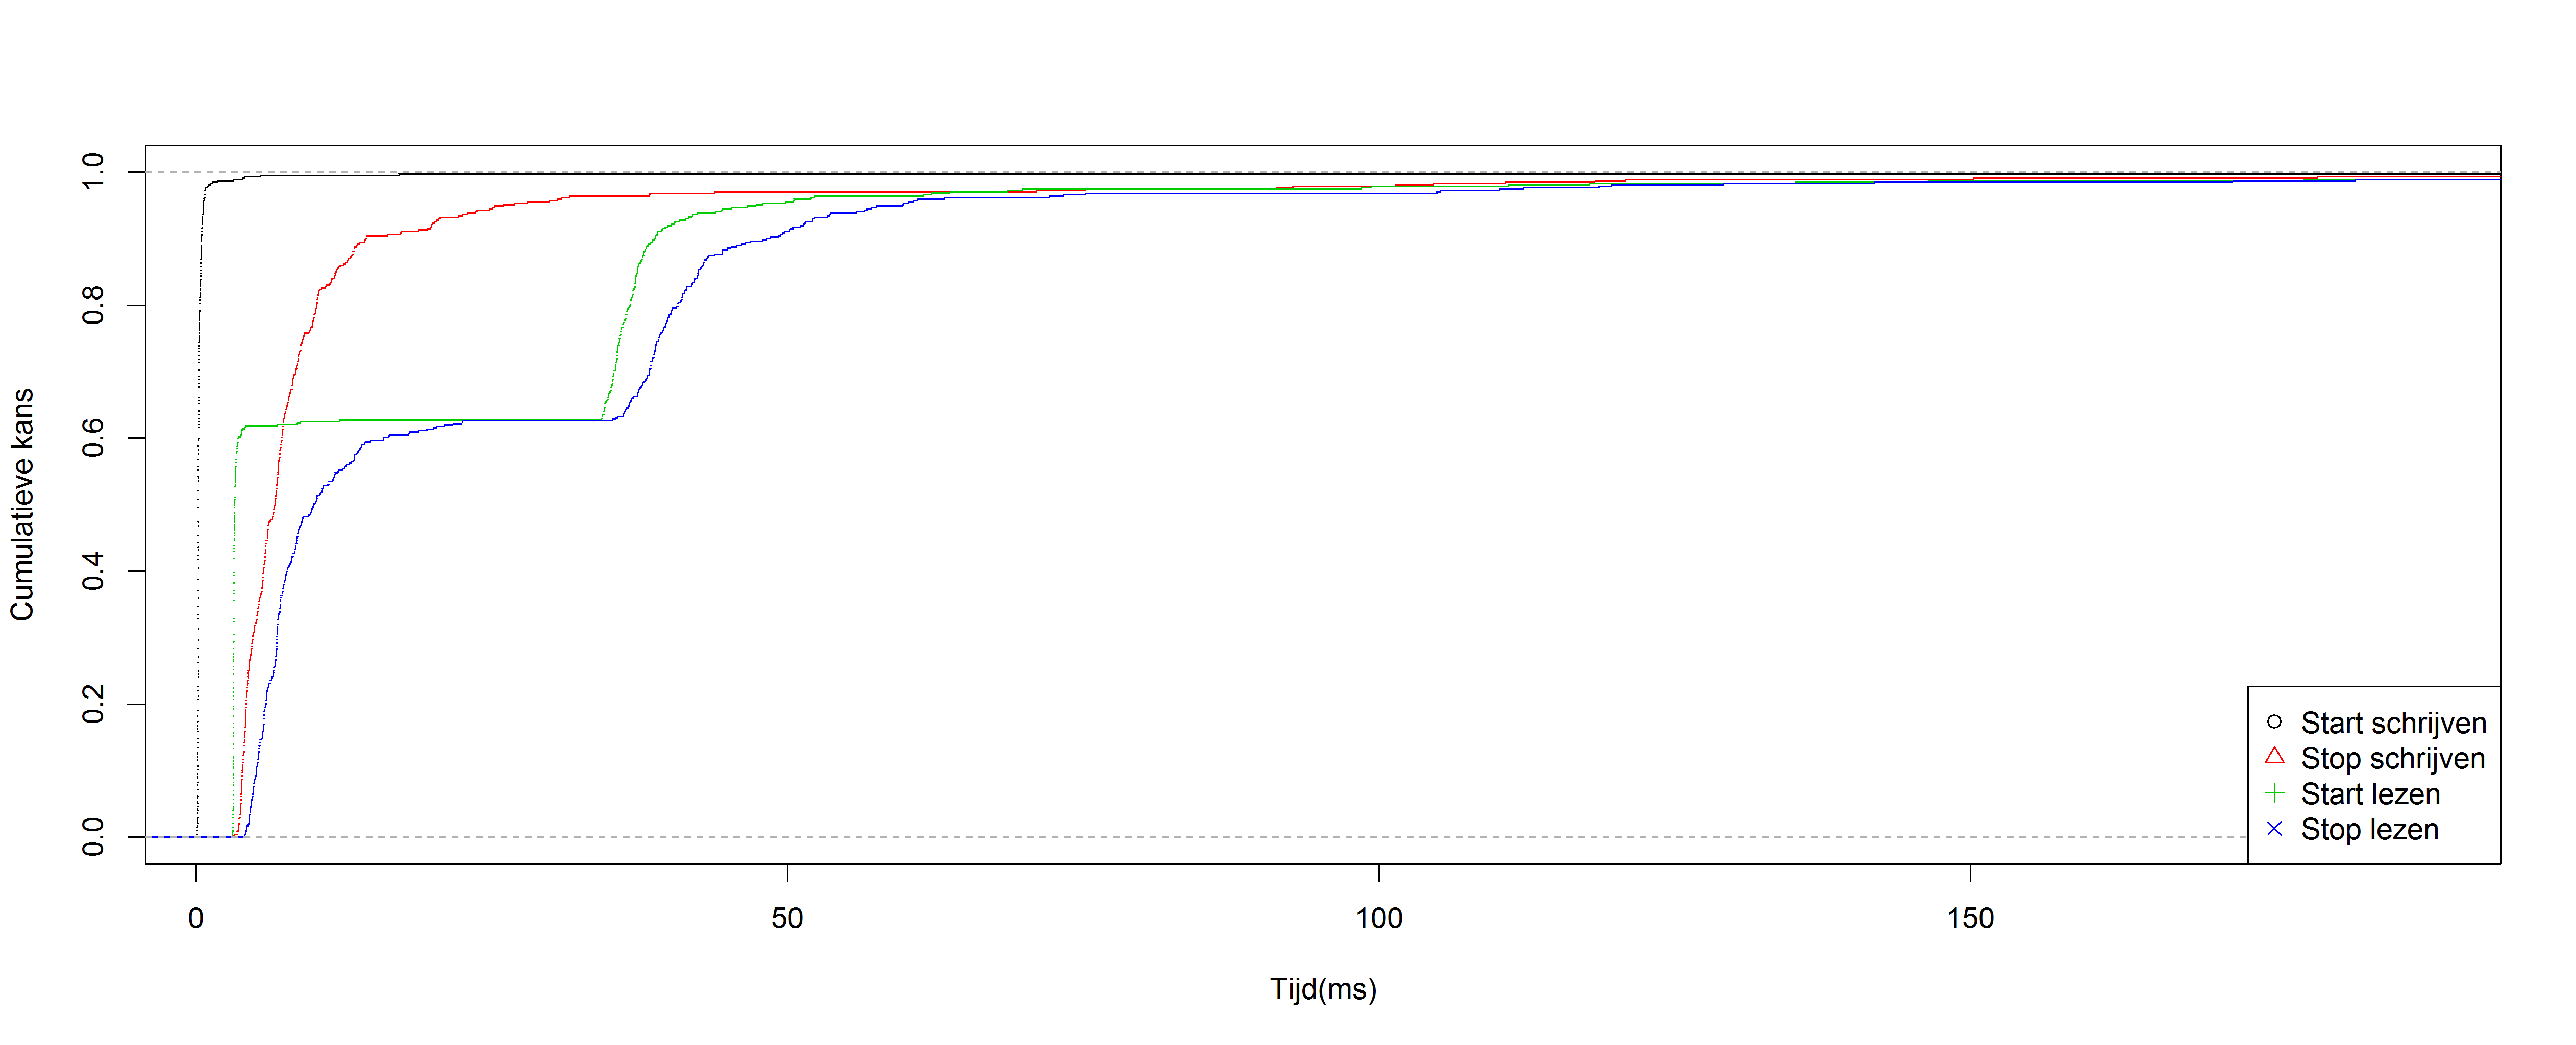 Cumulatieve kans
1.0
0.8
0.6
0.4
0.2
0.0
0 50 100 150
Tijd(ms)
Start schrijven
Stop schrijven
Start lezen
Stop lezen